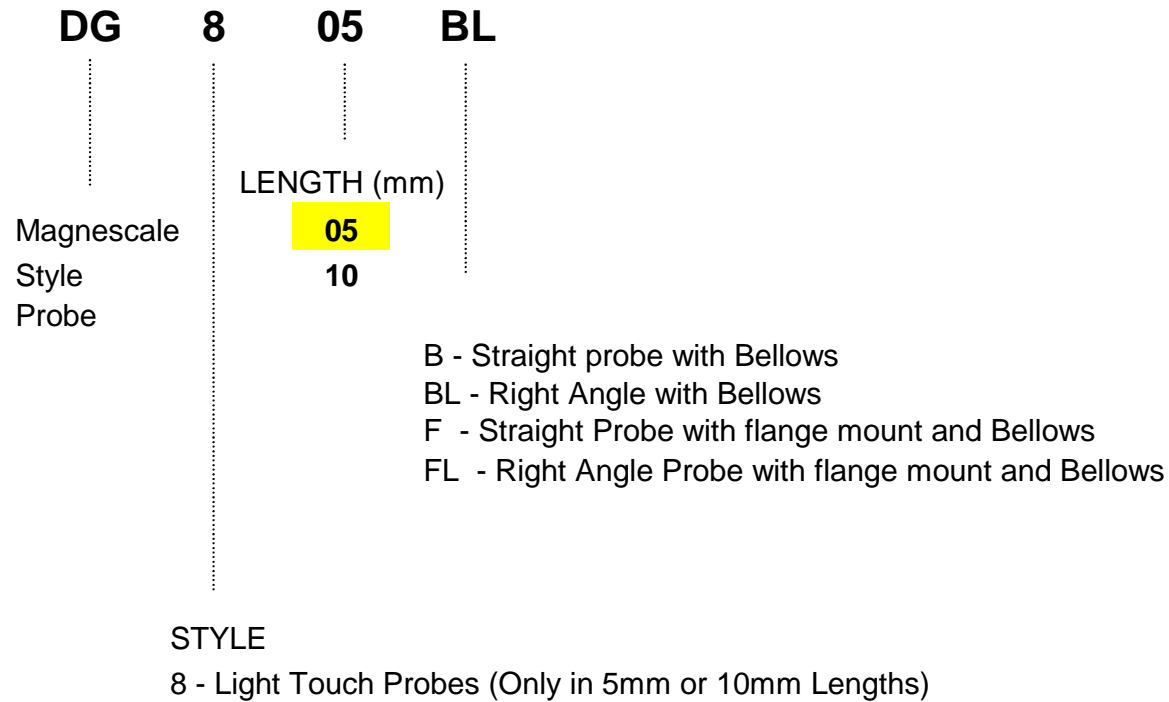 DG 8 05 BL
LENGTH (mm)
Magnescale 05
Style 10
Probe
B - Straight probe with Bellows
BL - Right Angle with Bellows
F - Straight Probe with flange mount and Bellows
FL - Right Angle Probe with flange mount and Bellows
STYLE
8 - Light Touch Probes (Only in 5mm or 10mm Lengths)